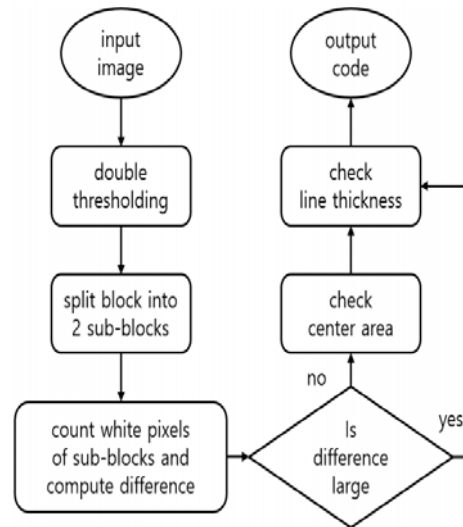 input
image
double
thresholding
split block into
2 sub-blocks
count white pixels
of sub-blocks and
compute difference
Is
difference
large
no
yes
check
center area
check
line thickness
output
code